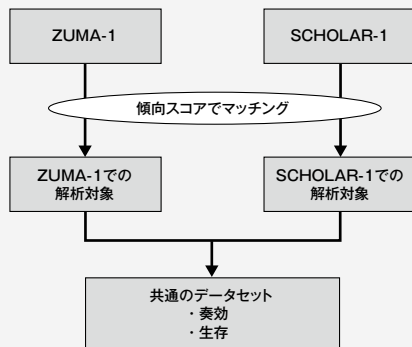 ZUMA-1
SCHOLAR-1
傾向スコアでマッチング
ZUMA-1での
解析対象
SCHOLAR-1での
解析対象
共通のデータセット
・奏効
・生存